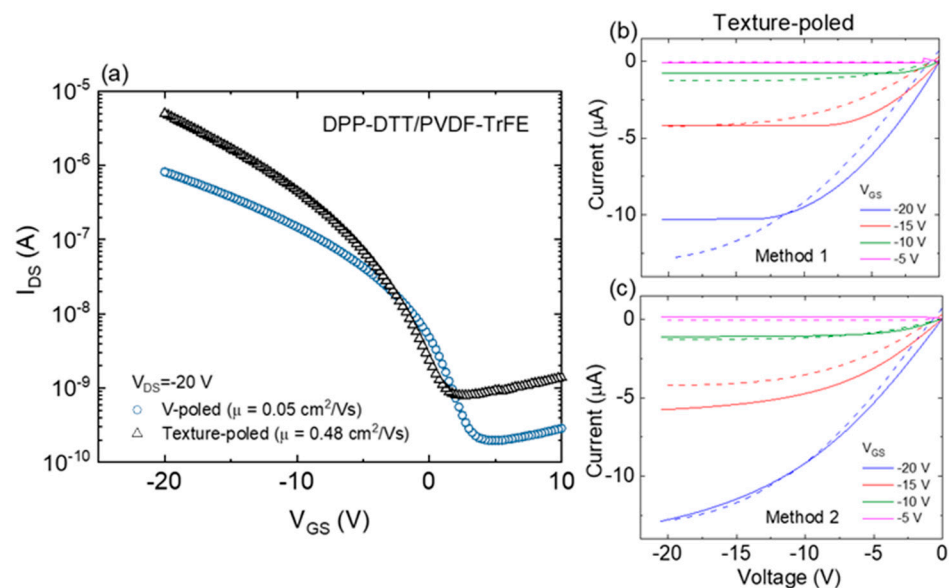 (a)
10⁻⁵
10⁻⁶
10⁻⁷
10⁻⁸
10⁻⁹
10⁻¹⁰
I_DS (A)
DPP-DTT/PVDF-TrFE
V_DS=-20 V
V-poled (μ = 0.05 cm²/Vs)
Texture-poled (μ = 0.48 cm²/Vs)
-20 -10 0 10
V_GS (V)
Texture-poled
(b)
0
-5
-10
Current (μA)
V_GS
-20 V
-15 V
-10 V
-5 V
Method 1
(c)
0
-5
-10
Current (μA)
V_GS
-20 V
-15 V
-10 V
-5 V
Method 2
-20 -15 -10 -5 0
Voltage (V)